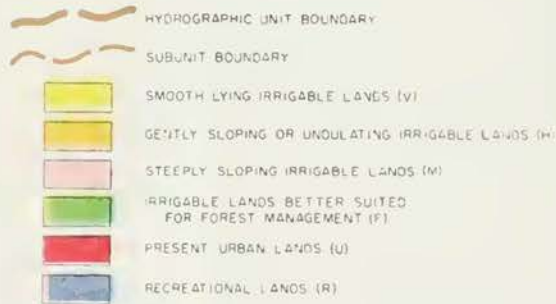 HYDROGRAPHIC UNIT BOUNDARY
SUBUNIT BOUNDARY
SMOOTH LYING IRRIGABLE LANDS (V)
GENTLY SLOPING OR UNDULATING IRRIGABLE LANDS (H)
STEEPLY SLOPING IRRIGABLE LANDS (M)
IRRIGABLE LANDS BETTER SUITED
FOR FOREST MANAGEMENT (F)
PRESENT URBAN LANDS (U)
RECREATIONAL LANDS (R)